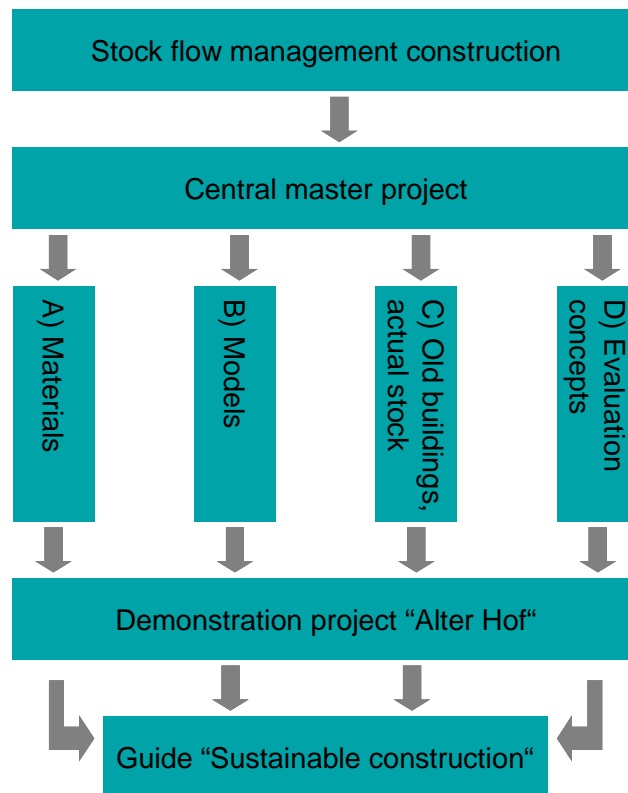 Stock flow management construction
Central master project
A) Materials
B) Models
C) Old buildings,
actual stock
D) Evaluation
concepts
Demonstration project “Alter Hof“
Guide “Sustainable construction“